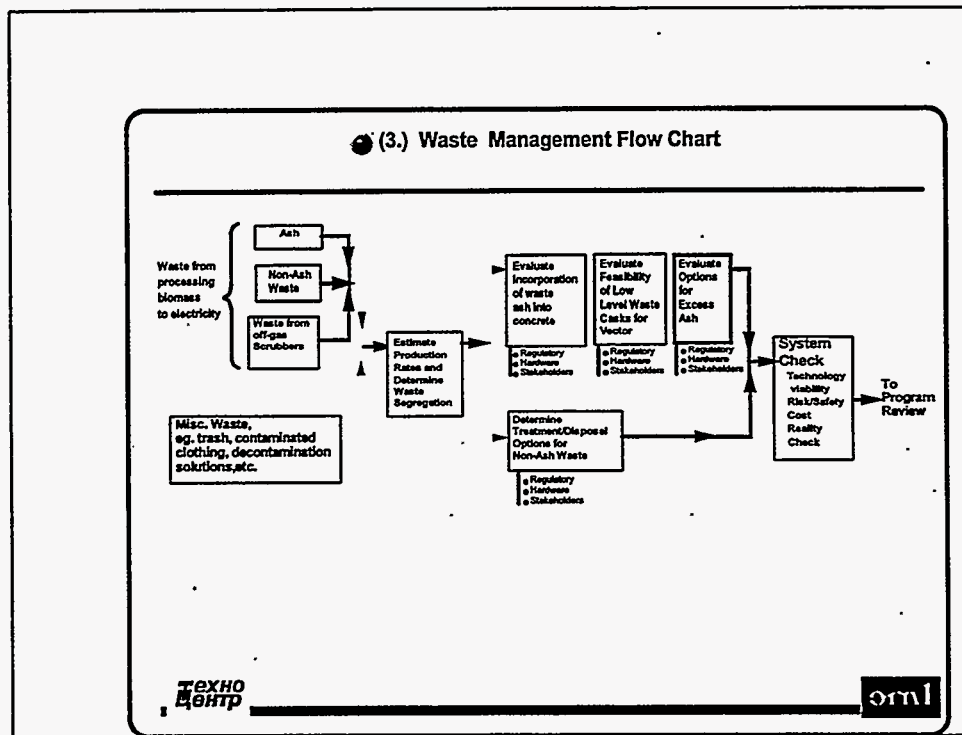 (3.) Waste Management Flow Chart
Waste from
processing
biomass
to electricity
Ash
Non-Ash
Waste
Waste from
off-gas
Scrubbers
Misc. Waste,
eg. trash, contaminated
clothing, decontamination
solutions,etc.
Estimate
Production
Rates and
Determine
Waste
Segregation
Evaluate
incorporation
of waste
ash into
concrete
Regulatory
Hardware
Stakeholders
Evaluate
Feasibility
of Low
Level Waste
Casks for
Vector
Regulatory
Hardware
Stakeholders
Evaluate
Options
for
Excess
Ash
Regulatory
Hardware
Stakeholders
Determine
Treatment/Disposal
Options for
Non-Ash Waste
Regulatory
Hardware
Stakeholders
System
Check
Technology
viability
Risk/Safety
Cost
Reality
Check
To
Program
Review
Техно
Центр
ornl